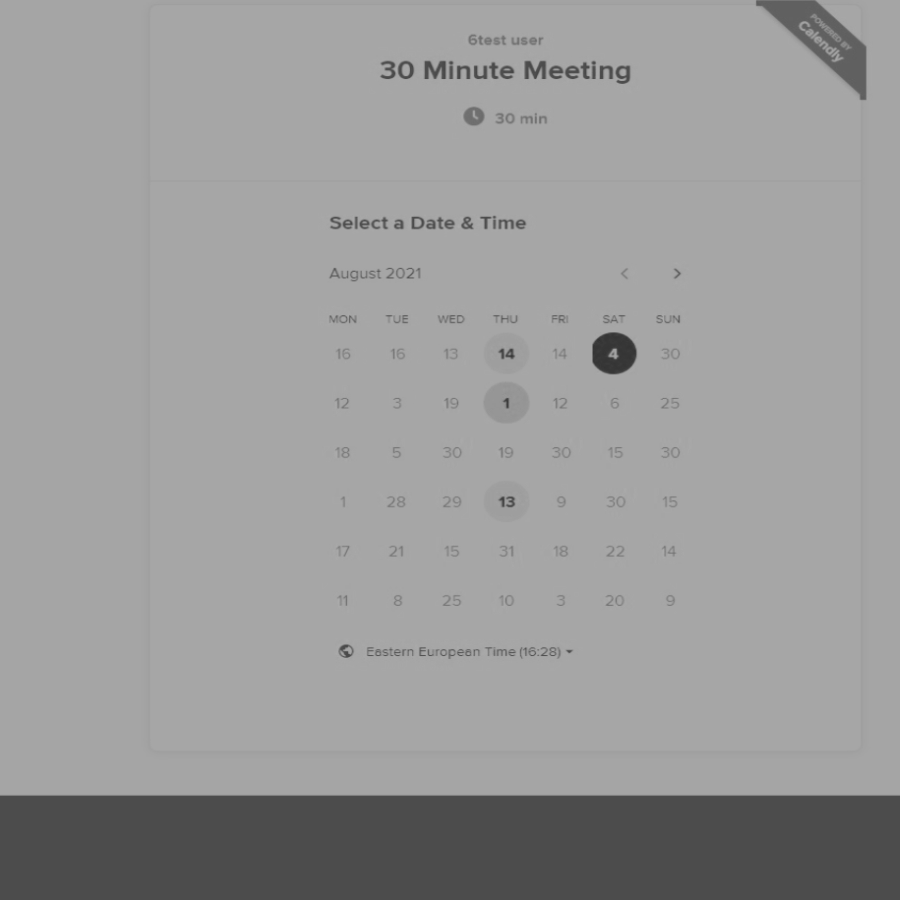 POWERED BY
Calendly
6test user
30 Minute Meeting
30 min
Select a Date & Time
August 2021
MON TUE WED THU FRI SAT SUN
16 16 13 14 14 4 30
12 3 19 1 12 6 25
18 5 30 19 30 15 30
1 28 29 13 9 30 15
17 21 15 31 18 22 14
11 8 25 10 3 20 9
Eastern European Time (16:28)